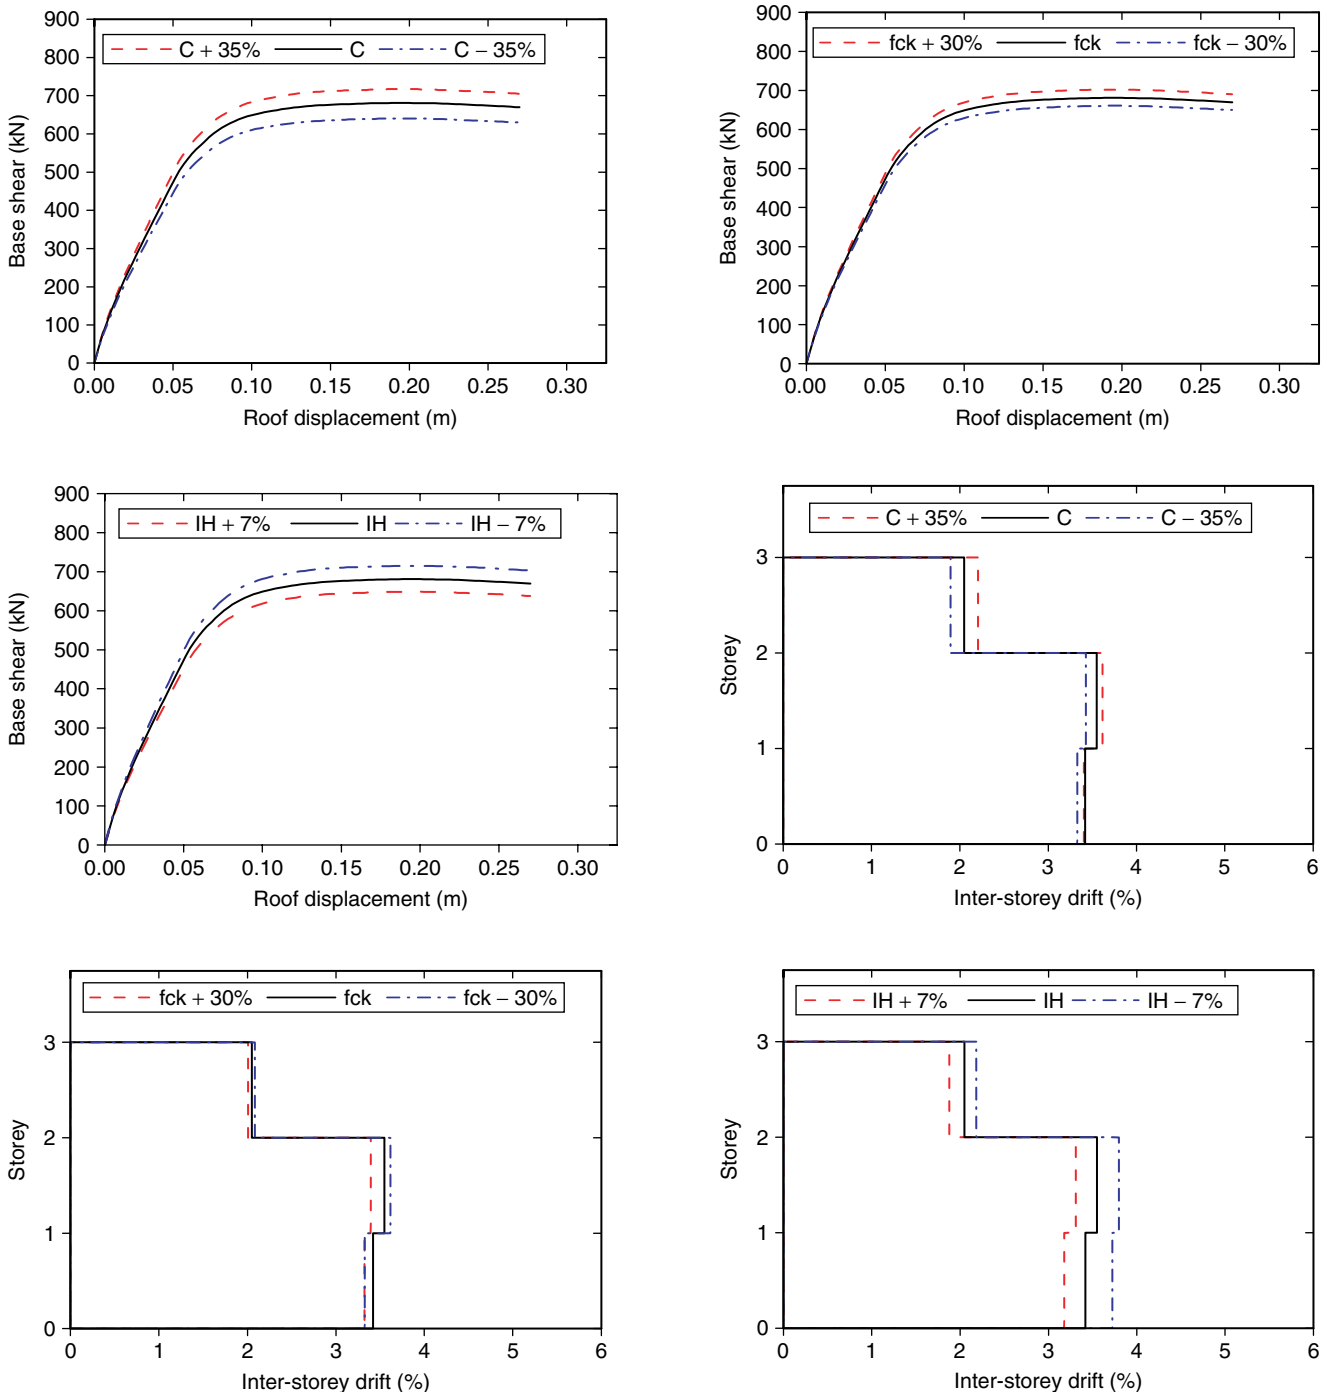 900
800
700
600
500
400
300
200
100
0
Base shear (kN)
C + 35% C C − 35%
0.00 0.05 0.10 0.15 0.20 0.25 0.30
Roof displacement (m)
900
800
700
600
500
400
300
200
100
0
Base shear (kN)
fck + 30% fck fck − 30%
0.00 0.05 0.10 0.15 0.20 0.25 0.30
Roof displacement (m)
900
800
700
600
500
400
300
200
100
0
Base shear (kN)
IH + 7% IH IH − 7%
0.00 0.05 0.10 0.15 0.20 0.25 0.30
Roof displacement (m)
C + 35% C C − 35%
3
2
1
0
Storey
0 1 2 3 4 5 6
Inter-storey drift (%)
fck + 30% fck fck − 30%
3
2
1
0
Storey
0 1 2 3 4 5 6
Inter-storey drift (%)
IH + 7% IH IH − 7%
3
2
1
0
Storey
0 1 2 3 4 5 6
Inter-storey drift (%)